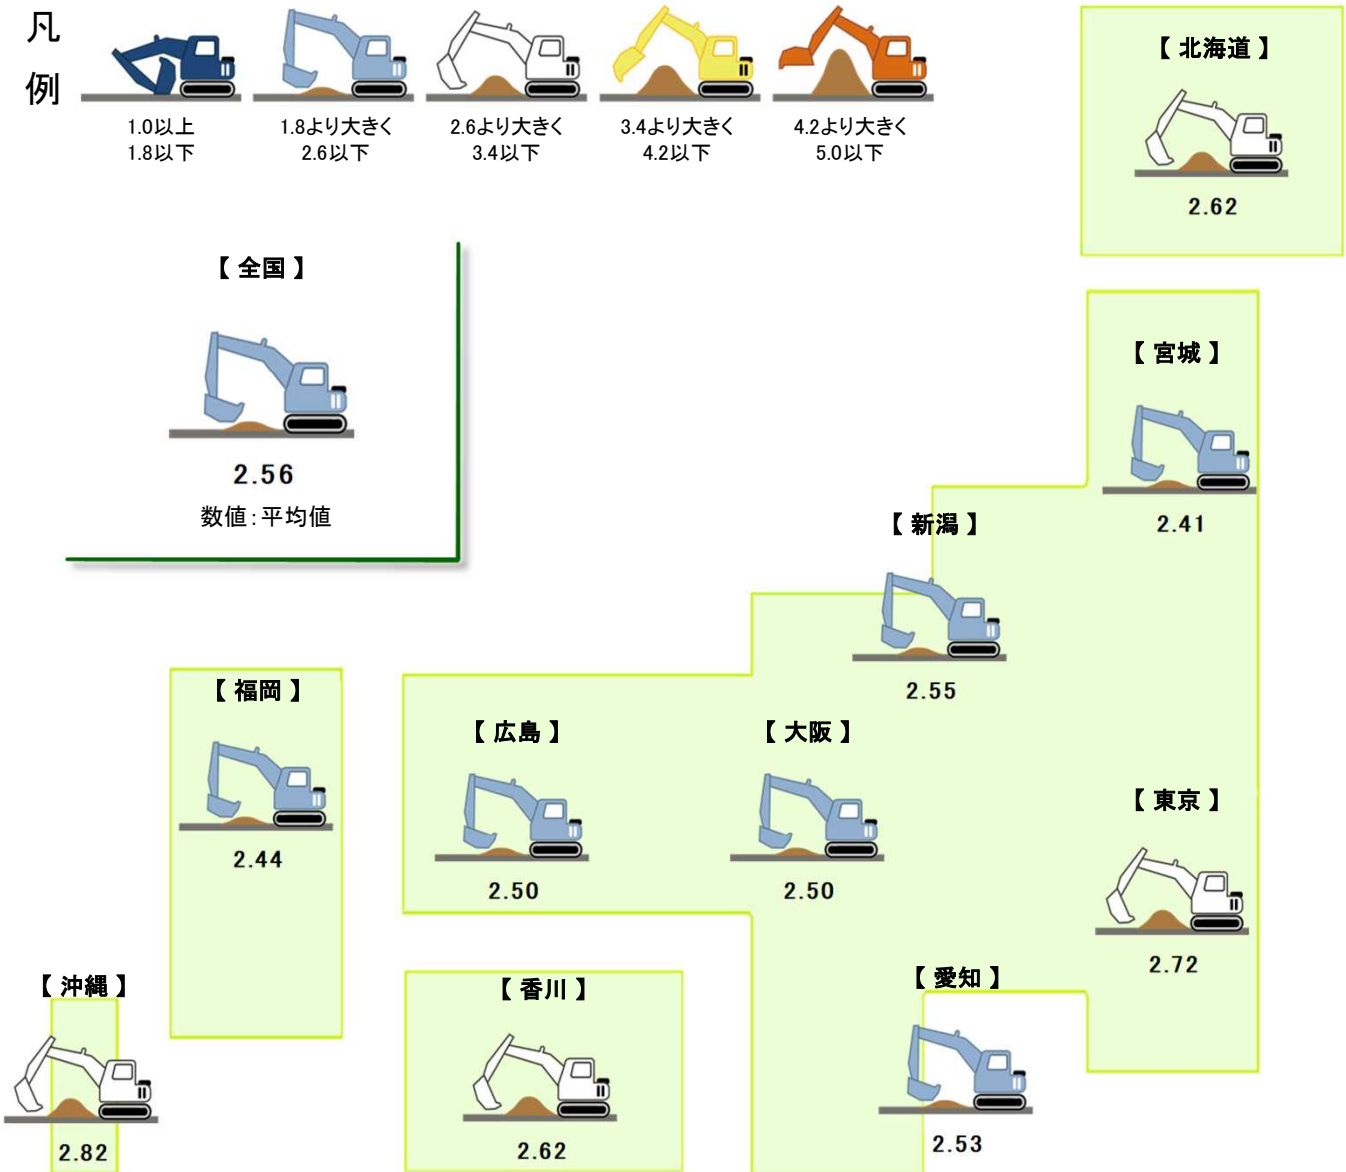 凡
例
1.0以上
1.8以下
1.8より大きく
2.6以下
2.6より大きく
3.4以下
3.4より大きく
4.2以下
4.2より大きく
5.0以下
【 北海道 】
2.62
【 全国 】
2.56
数値:平均値
【 宮城 】
2.41
【 新潟 】
2.55
【 福岡 】
2.44
【 広島 】
2.50
【 大阪 】
2.50
【 東京 】
2.72
【 沖縄 】
2.82
【 香川 】
2.62
【 愛知 】
2.53